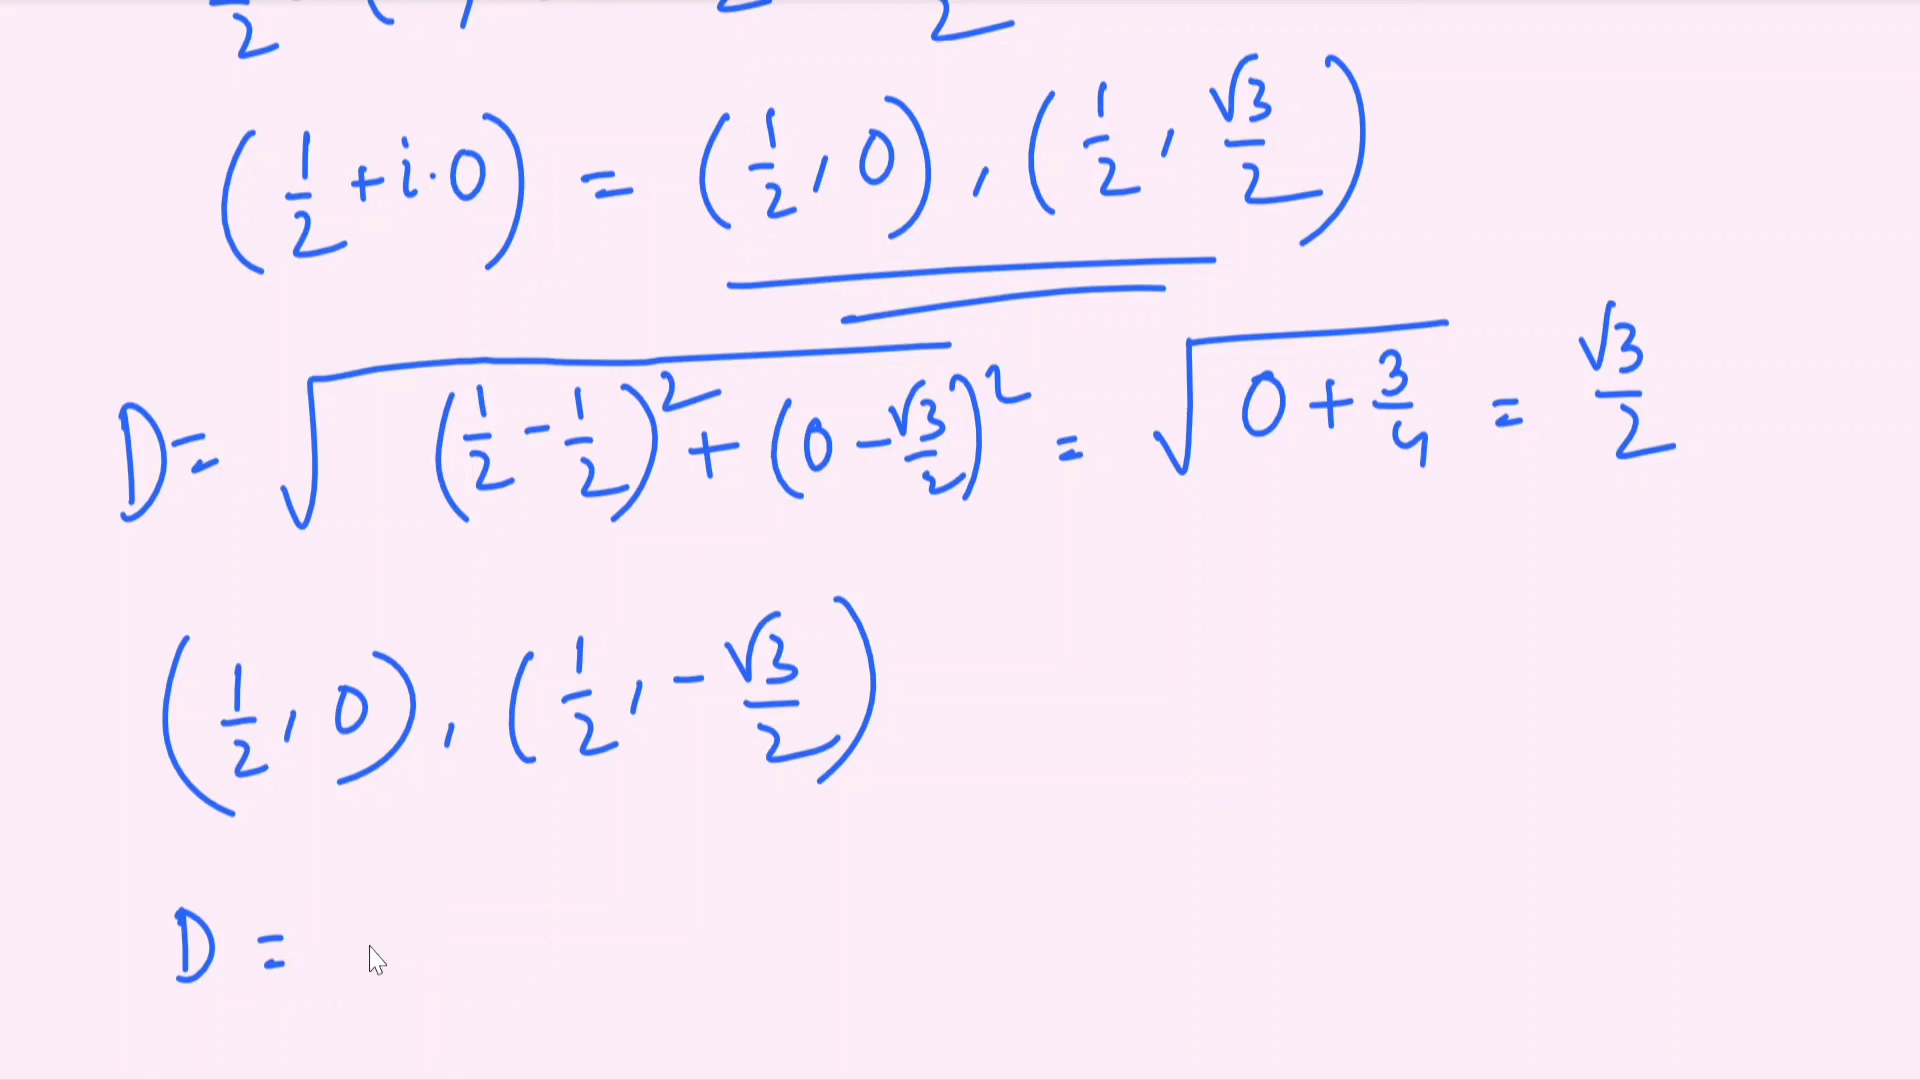 (1/2 + i·0) = (1/2, 0), (1/2, √3/2)
D = √((1/2 - 1/2)² + (0 - √3/2)²) = √(0 + 3/4) = √3/2
(1/2, 0), (1/2, -√3/2)
D =